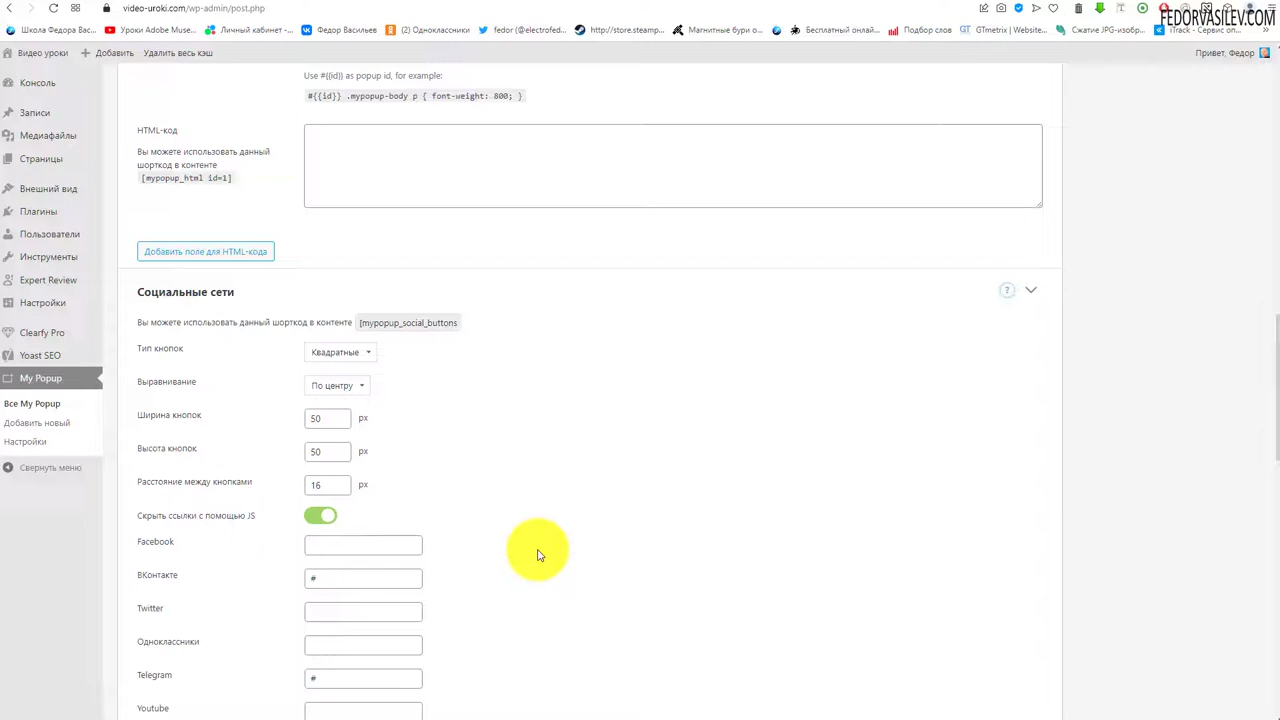 video-uroki.com/wp-admin/post.php
FEDORVASILEV.COM
Школа Федора Вас...
Уроки Adobe Muse...
Личный кабинет -...
Федор Васильев
(2) Одноклассники
fedor (@electrofed...
http://store.steamp...
Магнитные бури о...
Бесплатный онлай...
Подбор слов
GTmetrix | Website...
Сжатие JPG-изобр...
iTrack - Сервис оп...
Видео уроки
Добавить
Удалить весь кэш
Привет, Федор
Консоль
Записи
Медиафайлы
Страницы
Внешний вид
Плагины
Пользователи
Инструменты
Expert Review
Настройки
Clearfy Pro
Yoast SEO
My Popup
Все My Popup
Добавить новый
Настройки
Свернуть меню
Use #{{id}} as popup id, for example:
#{{id}} .mypopup-body p { font-weight: 800; }
HTML-код
Вы можете использовать данный
шорткод в контенте
[mypopup_html id=1]
Добавить поле для HTML-кода
Социальные сети
?
Вы можете использовать данный шорткод в контенте [mypopup_social_buttons
Тип кнопок
Квадратные
Выравнивание
По центру
Ширина кнопок
50 px
Высота кнопок
50 px
Расстояние между кнопками
16 px
Скрыть ссылки с помощью JS
Facebook
ВКонтакте
#
Twitter
Одноклассники
Telegram
#
Youtube